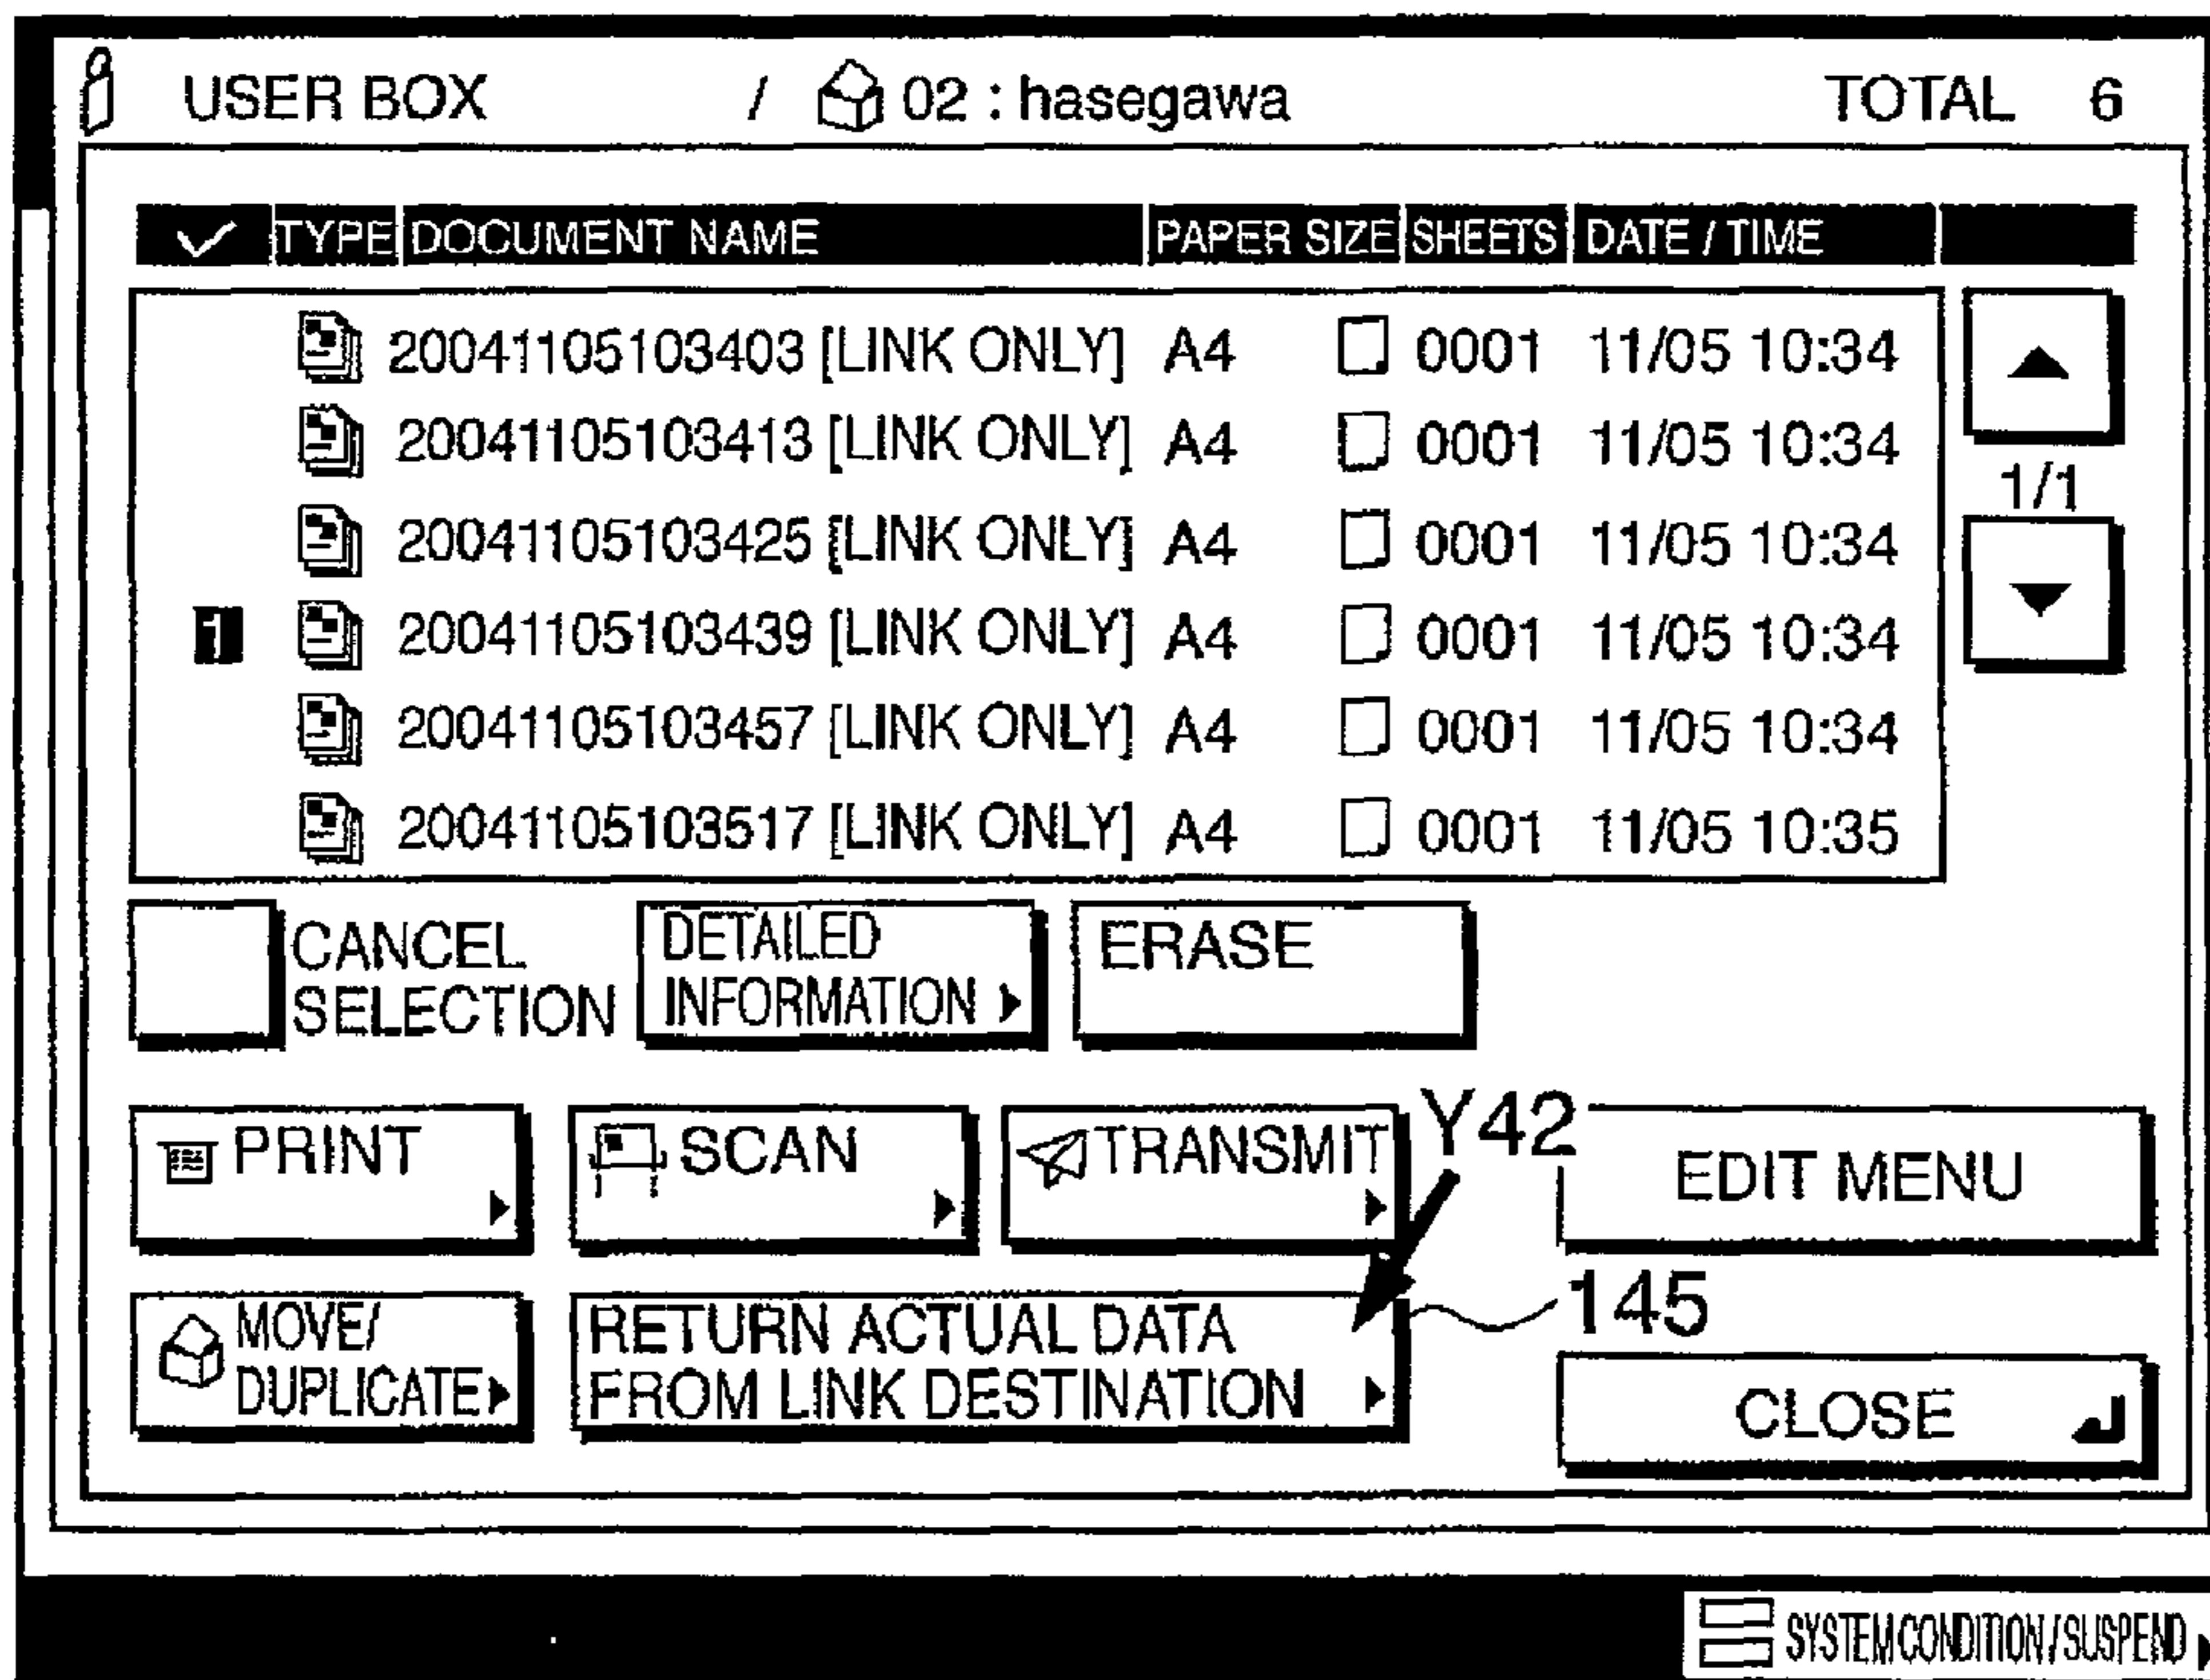 USER BOX / 02 : hasegawa TOTAL 6
TYPE DOCUMENT NAME PAPER SIZE SHEETS DATE / TIME
20041105103403 [LINK ONLY] A4 0001 11/05 10:34
20041105103413 [LINK ONLY] A4 0001 11/05 10:34
1/1
20041105103425 [LINK ONLY] A4 0001 11/05 10:34
1 20041105103439 [LINK ONLY] A4 0001 11/05 10:34
20041105103457 [LINK ONLY] A4 0001 11/05 10:34
20041105103517 [LINK ONLY] A4 0001 11/05 10:35
CANCEL
SELECTION
DETAILED
INFORMATION
ERASE
PRINT
SCAN
TRANSMIT
Y42
EDIT MENU
MOVE/
DUPLICATE
RETURN ACTUAL DATA
FROM LINK DESTINATION
145
CLOSE
SYSTEM CONDITION / SUSPEND